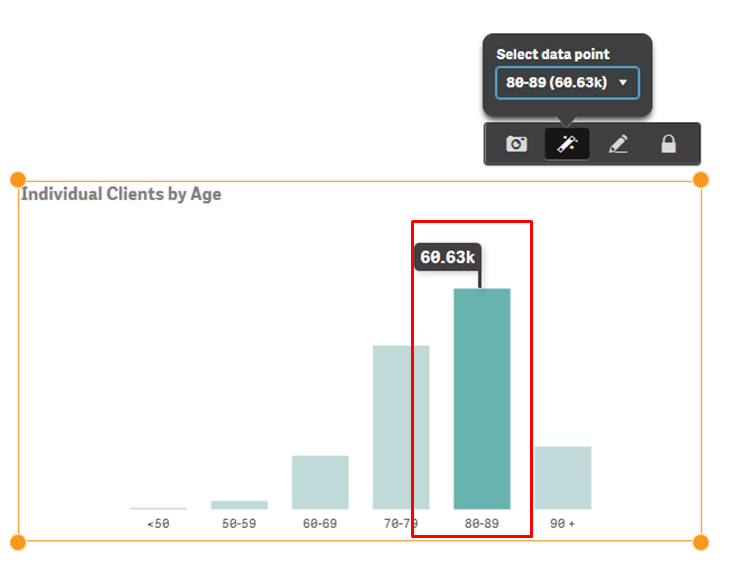 Select data point
80-89 (60.63k)
Individual Clients by Age
60.63k
<50
50-59
60-69
70-79
80-89
90 +